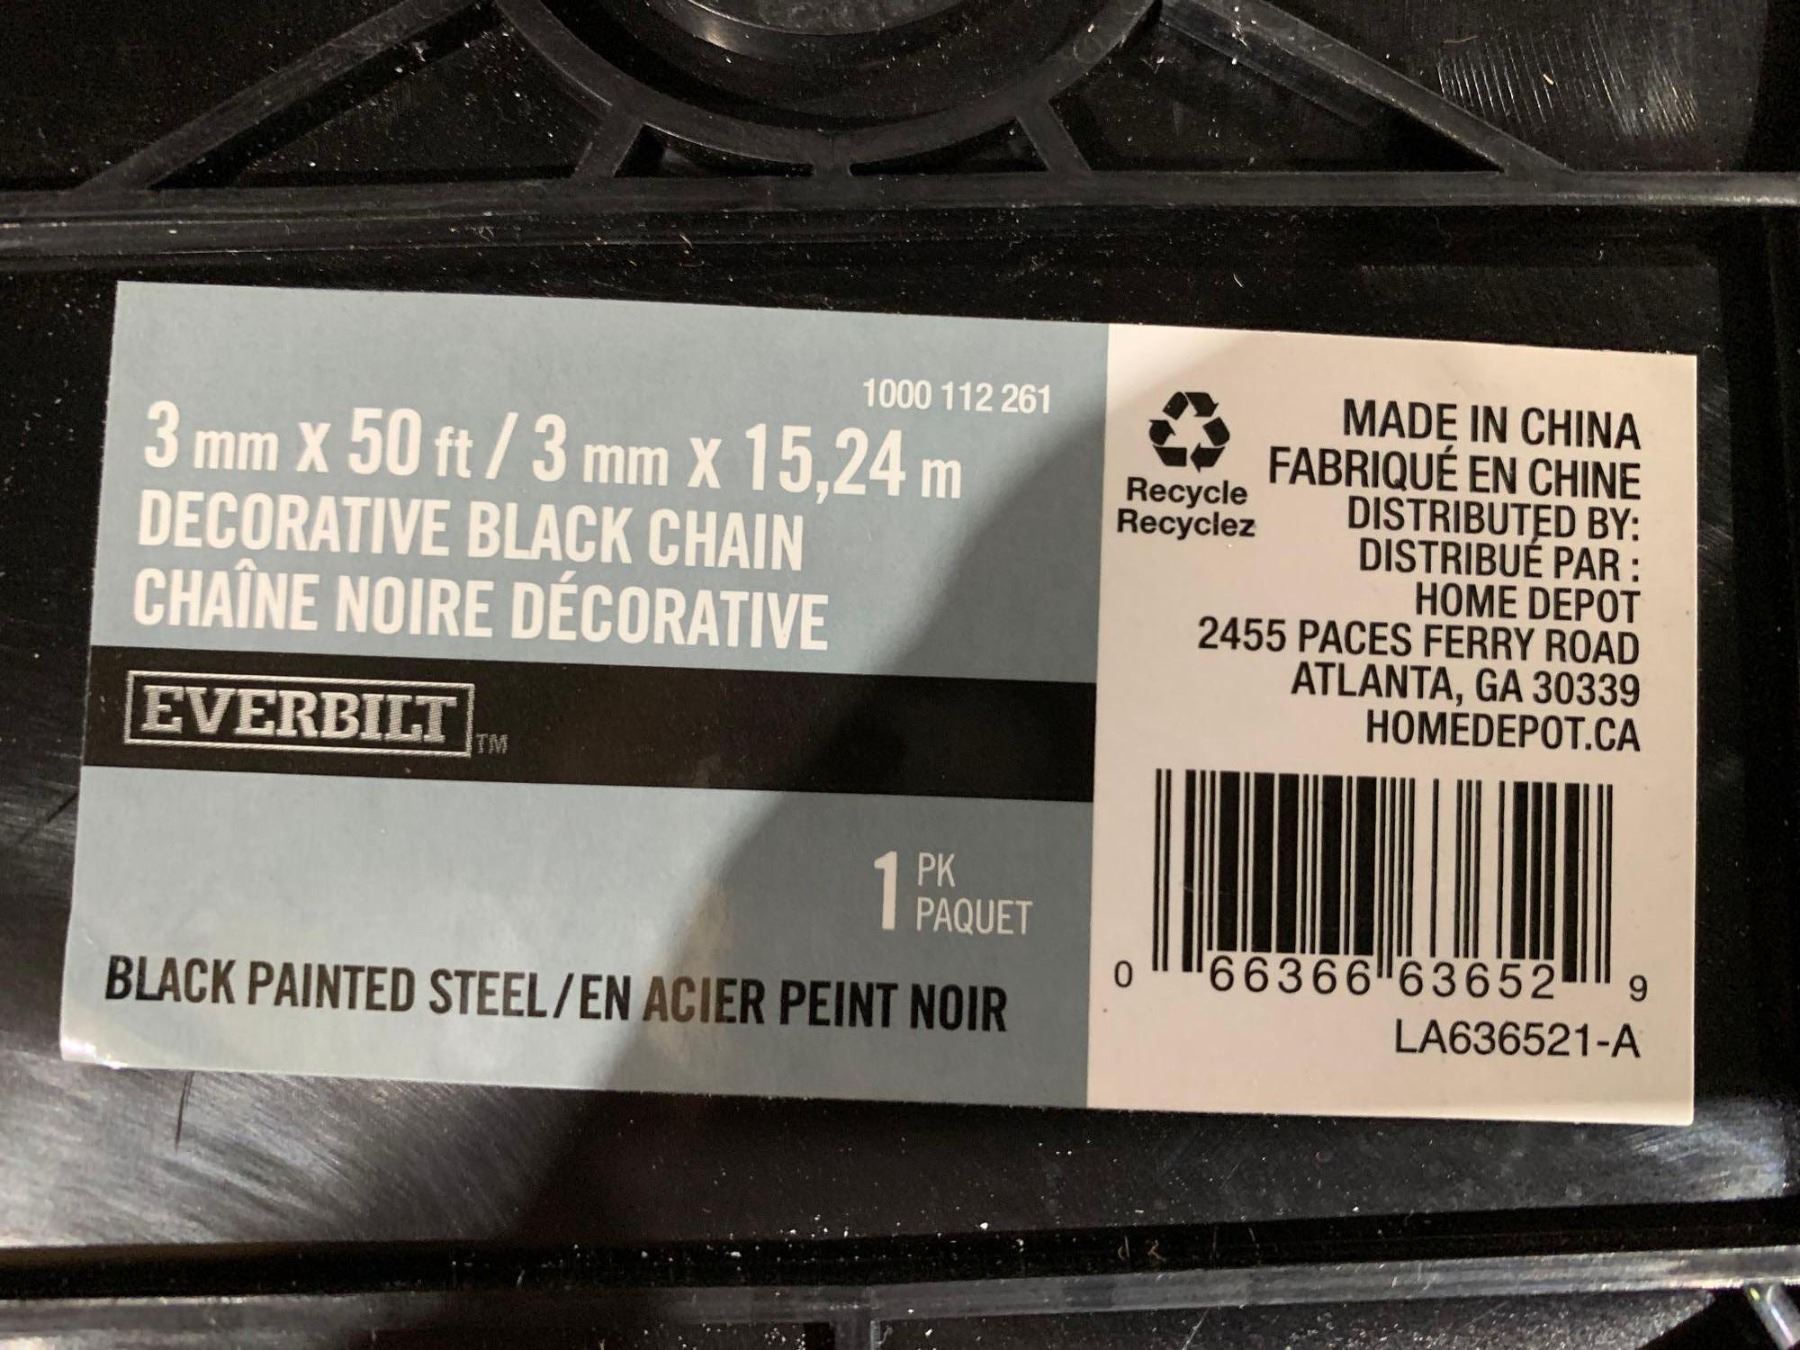 1000 112 261
3 mm X 50 ft / 3 mm x 15,24 m
DECORATIVE BLACK CHAIN
CHAÎNE NOIRE DÉCORATIVE
EVERBILT TM
1 PK
PAQUET
BLACK PAINTED STEEL/EN ACIER PEINT NOIR
Recycle
Recyclez
MADE IN CHINA
FABRIQUÉ EN CHINE
DISTRIBUTED BY:
DISTRIBUÉ PAR :
HOME DEPOT
2455 PACES FERRY ROAD
ATLANTA, GA 30339
HOMEDEPOT.CA
0 66366 63652 9
LA636521-A